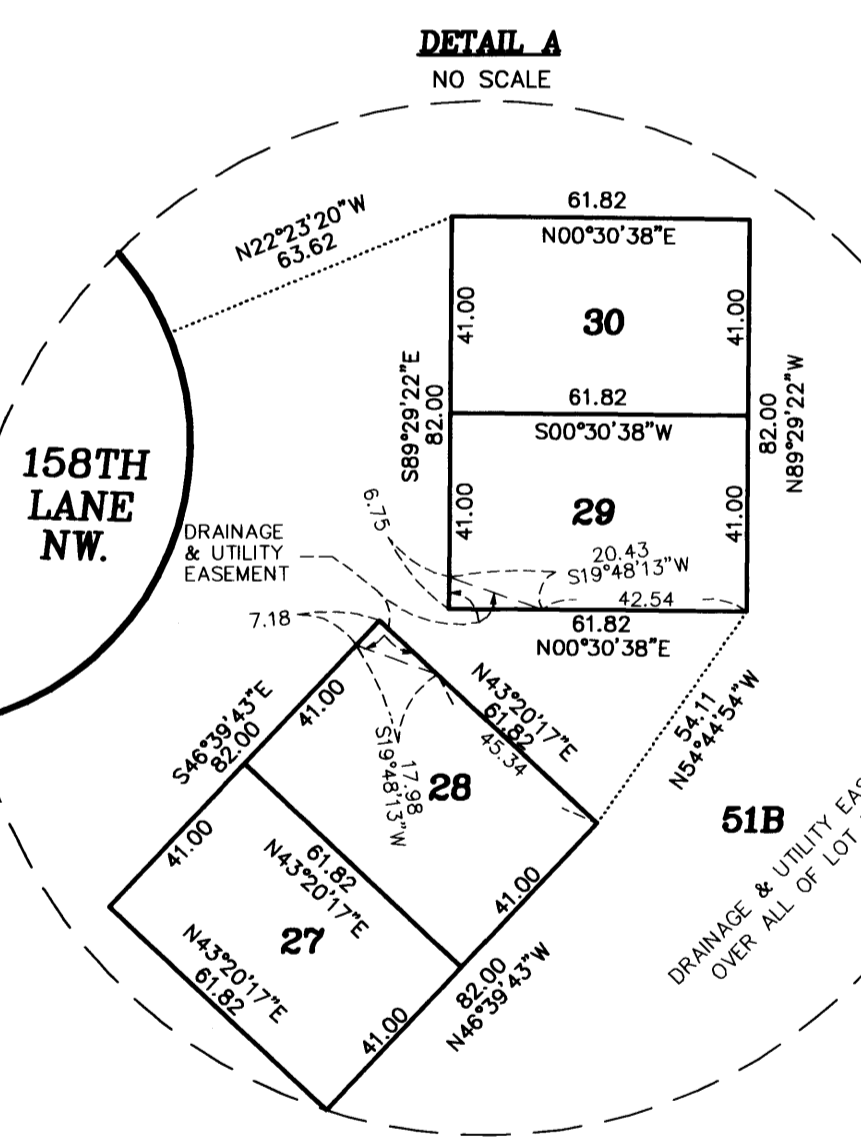 DETAIL A
NO SCALE
N22°23'20"W
63.62
61.82
N00°30'38"E
41.00
30
41.00
S89°29'22"E
82.00
82.00
N89°29'22"W
61.82
S00°30'38"W
158TH
LANE
NW.
41.00
29
41.00
6.75
20.43
S19°48'13"W
42.54
DRAINAGE
& UTILITY
EASEMENT
7.18
61.82
N00°30'38"E
S46°39'43"E
82.00
41.00
N43°20'17"E
61.82
45.34
54.11
N54°44'54"W
17.98
S19°48'13"W
28
51B
41.00
61.82
N43°20'17"E
41.00
27
N43°20'17"E
61.82
41.00
82.00
N46°39'43"W
DRAINAGE & UTILITY EAS
OVER ALL OF LOT